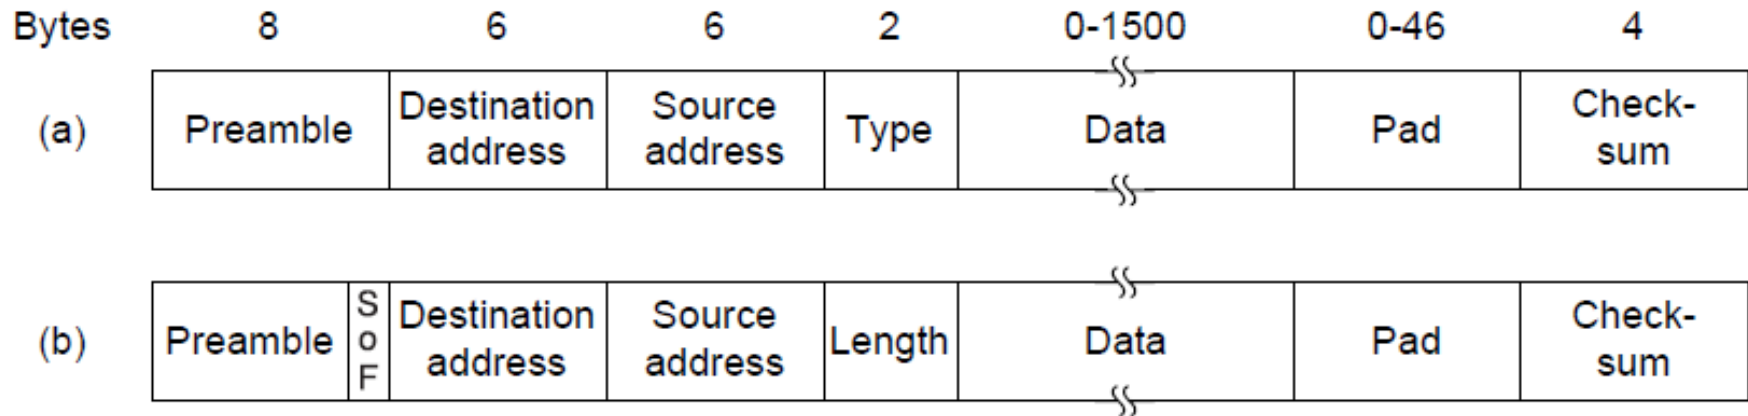 Bytes 8 6 6 2 0-1500 0-46 4
(a) Preamble Destination address Source address Type Data Pad Check-sum
(b) Preamble SoF Destination address Source address Length Data Pad Check-sum